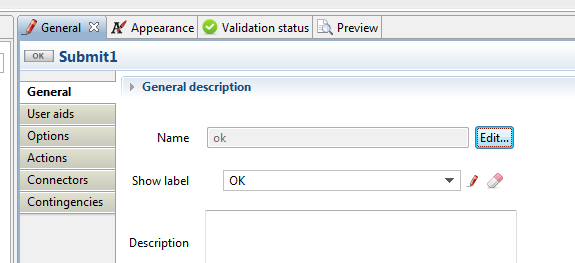 General Appearance Validation status Preview
OK Submit1
General
User aids
Options
Actions
Connectors
Contingencies
General description
Name ok Edit...
Show label OK
Description